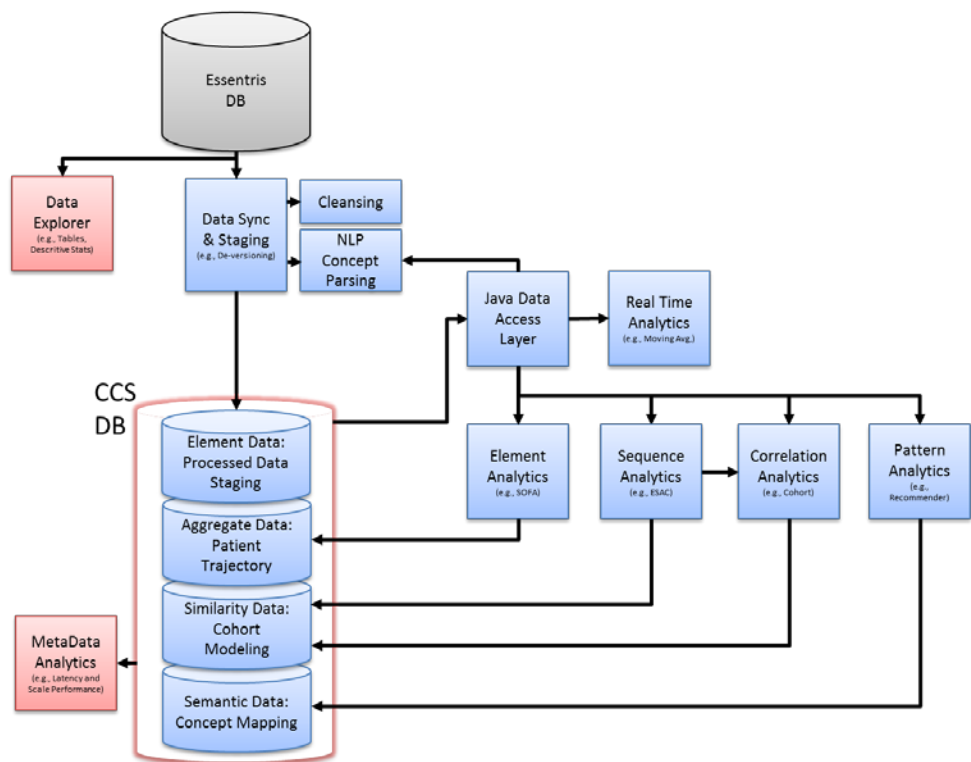 Essentris
DB
Data
Explorer
(e.g., Tables,
Descritive Stats)
Data Sync
& Staging
(e.g., De-versioning)
Cleansing
NLP
Concept
Parsing
Java Data
Access
Layer
Real Time
Analytics
(e.g., Moving Avg.)
CCS
DB
Element Data:
Processed Data
Staging
Aggregate Data:
Patient
Trajectory
Similarity Data:
Cohort
Modeling
Semantic Data:
Concept Mapping
Element
Analytics
(e.g., SOFA)
Sequence
Analytics
(e.g., ESAC)
Correlation
Analytics
(e.g., Cohort)
Pattern
Analytics
(e.g.,
Recommender)
MetaData
Analytics
(e.g., Latency and
Scale Performance)